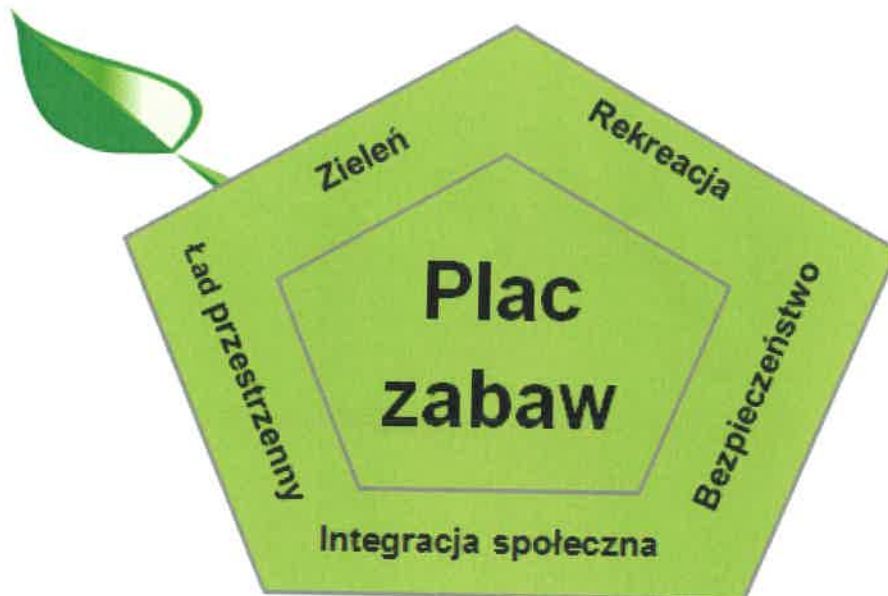 Zieleń
Rekreacja
Ład przestrzenny
Plac
zabaw
Bezpieczeństwo
Integracja społeczna